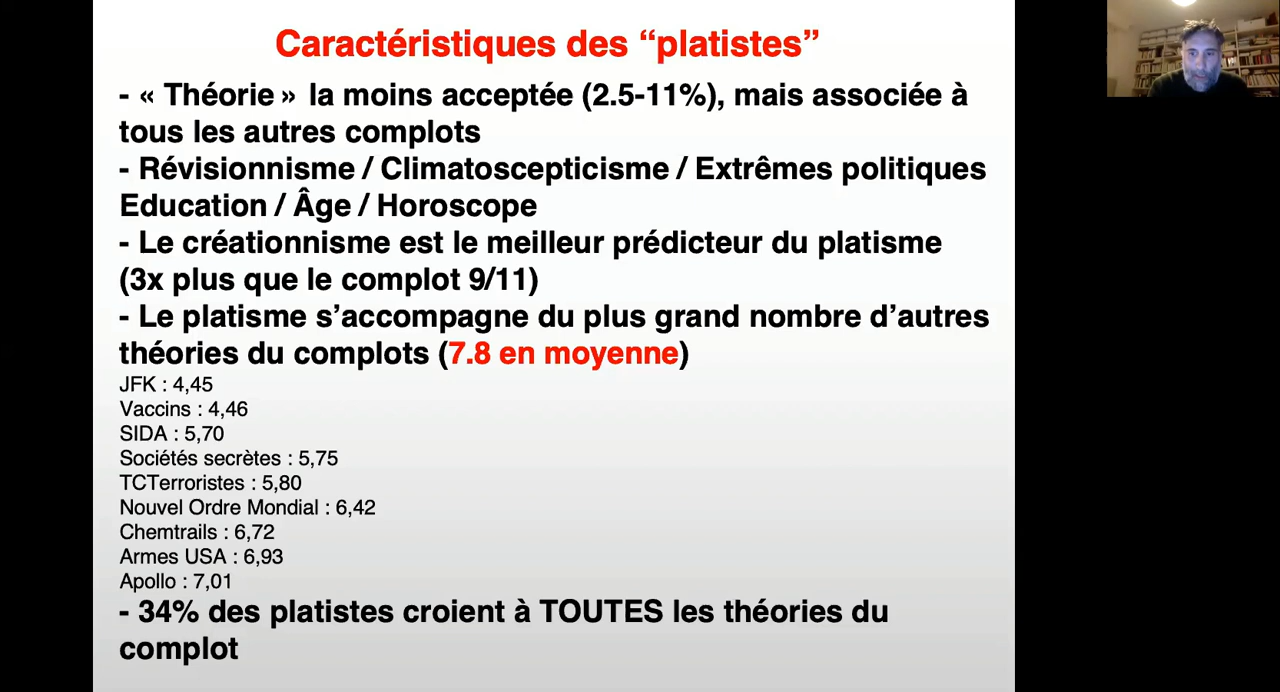 Caractéristiques des “platistes”
- « Théorie » la moins acceptée (2.5-11%), mais associée à
tous les autres complots
- Révisionnisme / Climatoscepticisme / Extrêmes politiques
Education / Âge / Horoscope
- Le créationnisme est le meilleur prédicteur du platisme
(3x plus que le complot 9/11)
- Le platisme s’accompagne du plus grand nombre d’autres
théories du complots (7.8 en moyenne)
JFK : 4,45
Vaccins : 4,46
SIDA : 5,70
Sociétés secrètes : 5,75
TCTerroristes : 5,80
Nouvel Ordre Mondial : 6,42
Chemtrails : 6,72
Armes USA : 6,93
Apollo : 7,01
- 34% des platistes croient à TOUTES les théories du
complot